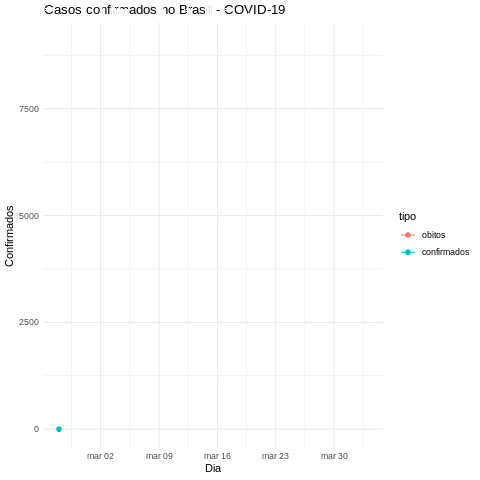 Casos confirmados no Brasil - COVID-19
7500
5000
2500
0
Confirmados
mar 02 mar 09 mar 16 mar 23 mar 30
Dia
tipo
obitos
confirmados